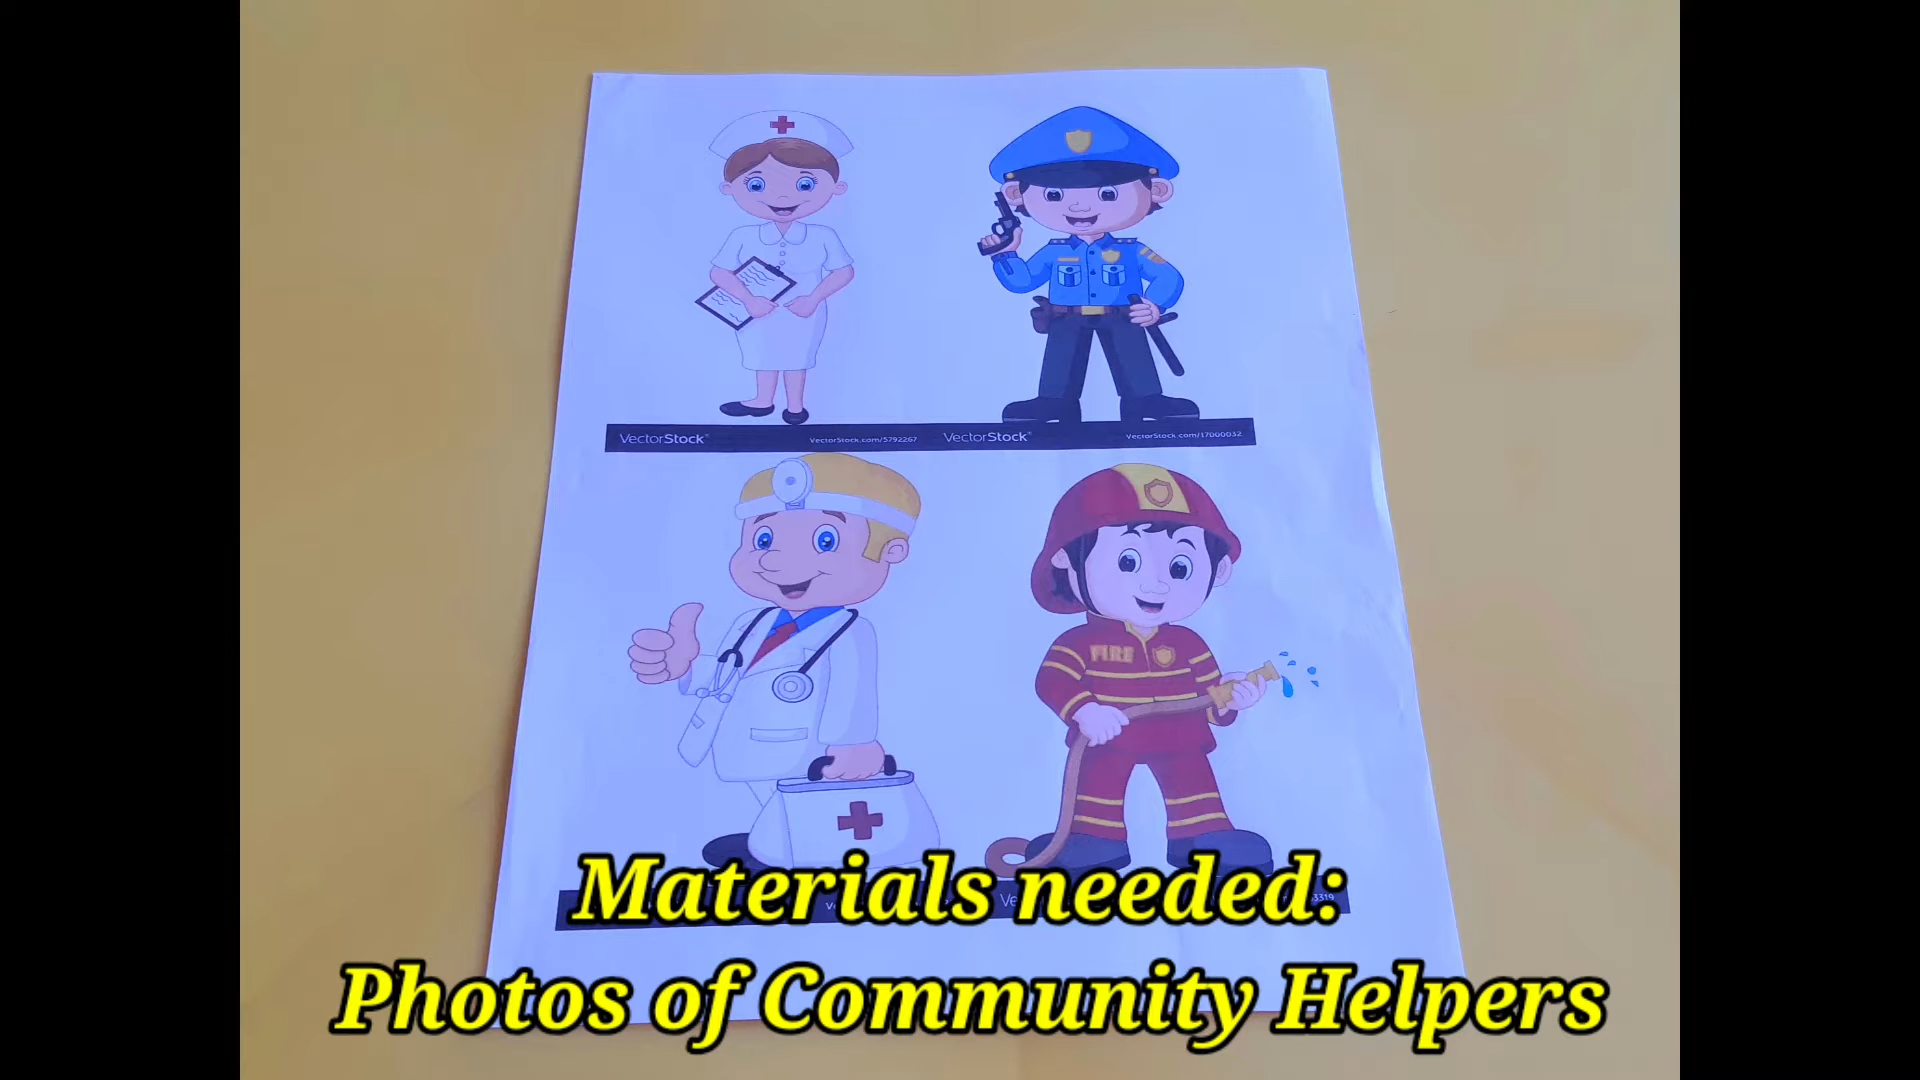 VectorStock® VectorStock.com/5792267 VectorStock® VectorStock.com/17000032
FIRE
Materials needed:
Photos of Community Helpers